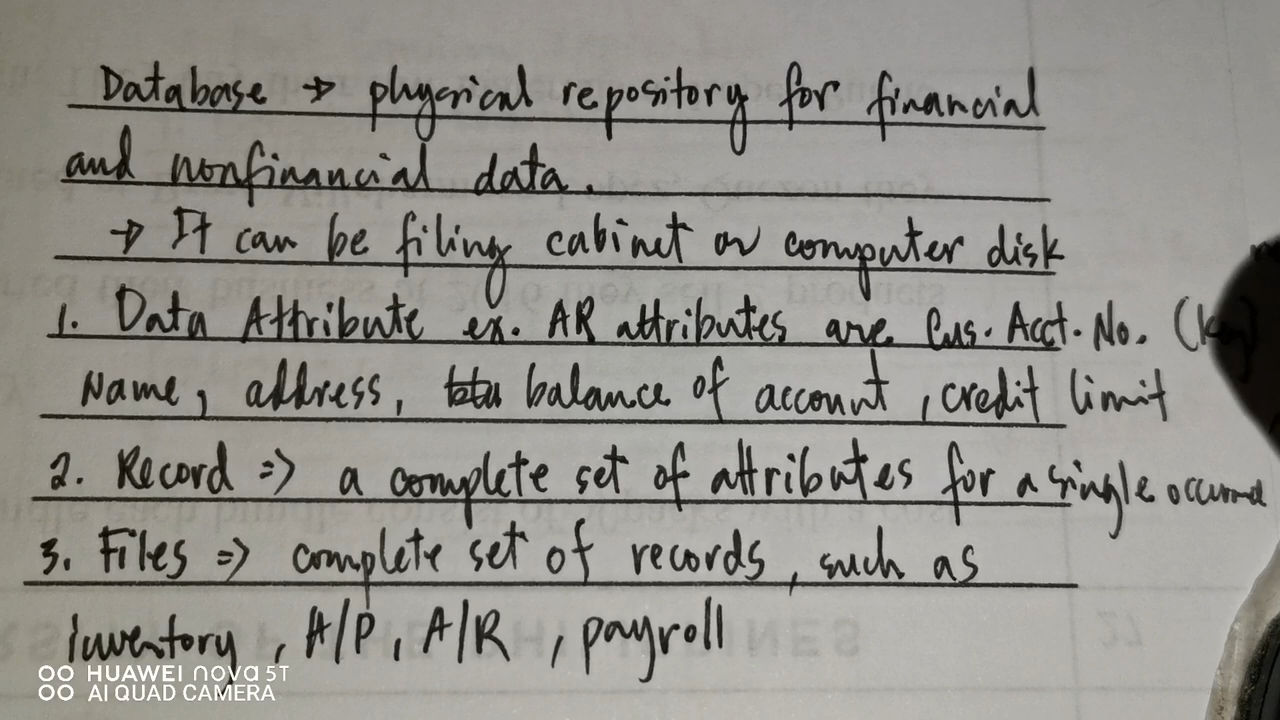 Database → physical repository for financial
and nonfinancial data.
→ It can be filing cabinet or computer disk
1. Data Attribute ex. AR attributes are Cus. Acct. No. (key)
Name, address, balance of account, credit limit
2. Record => a complete set of attributes for a single
3. Files => complete set of records, such as
inventory, A/P, A/R, payroll
HUAWEI nova 5T
AI QUAD CAMERA